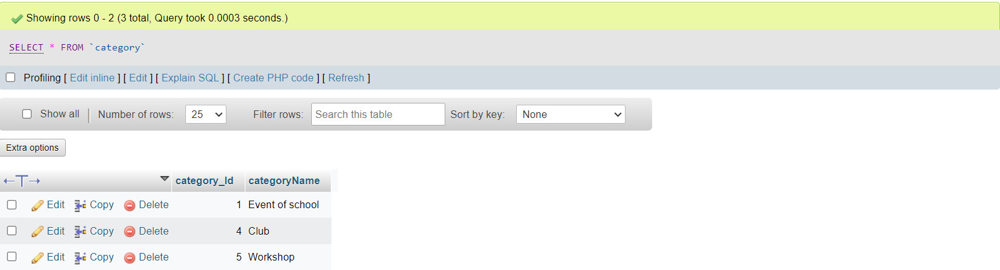 Showing rows 0 - 2 (3 total, Query took 0.0003 seconds.)
SELECT * FROM `category`
Profiling [ Edit inline ] [ Edit ] [ Explain SQL ] [ Create PHP code ] [ Refresh ]
Show all | Number of rows: 25 Filter rows: Search this table Sort by key: None
Extra options
category_Id categoryName
Edit Copy Delete 1 Event of school
Edit Copy Delete 4 Club
Edit Copy Delete 5 Workshop